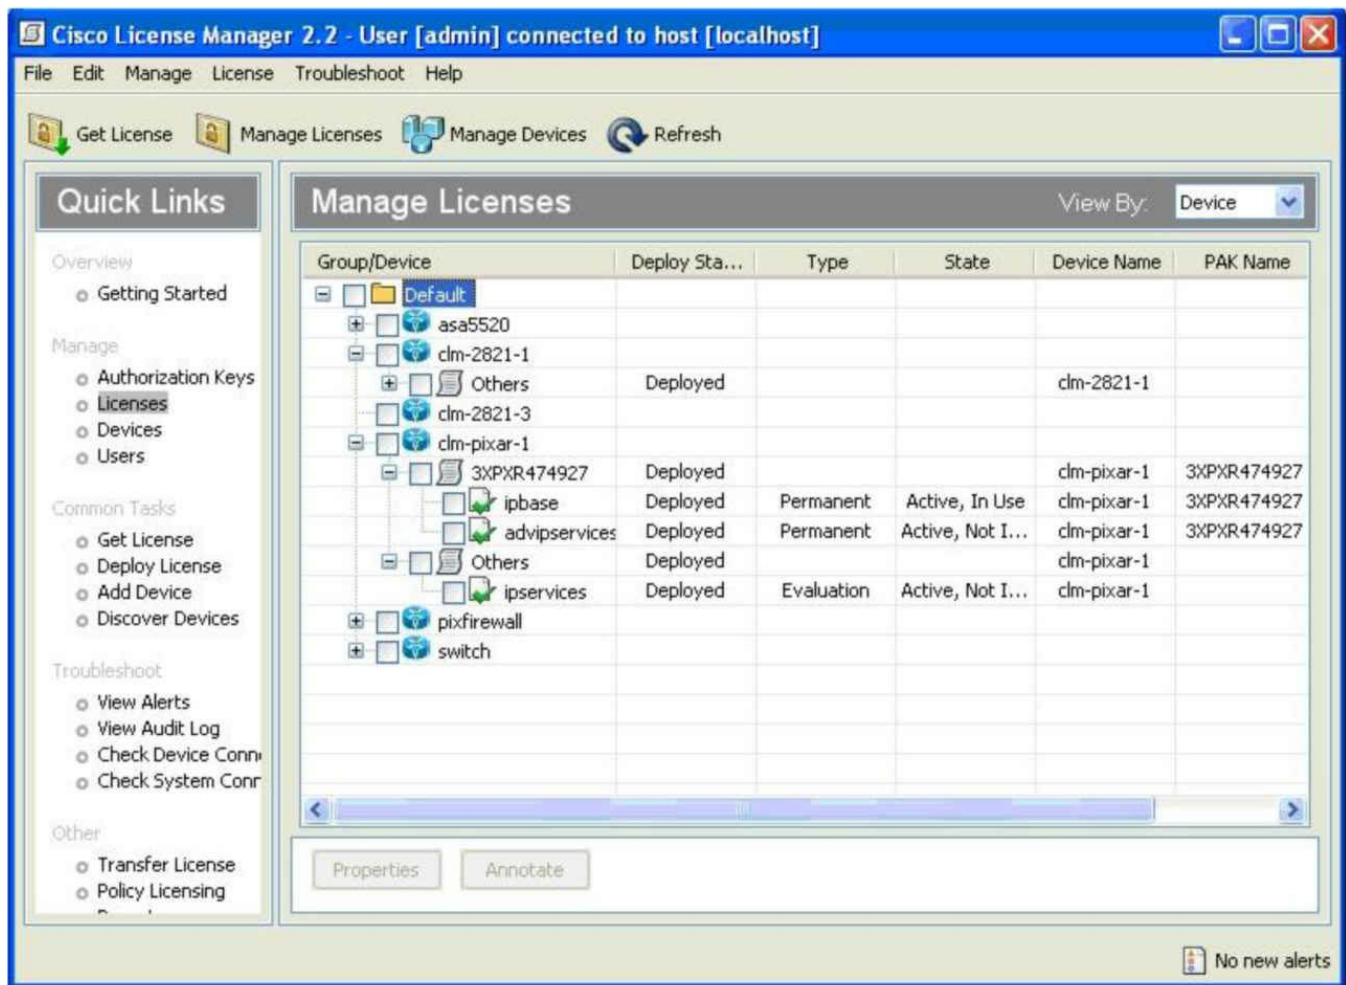 Cisco License Manager 2.2 - User [admin] connected to host [localhost]
File Edit Manage License Troubleshoot Help
Get License Manage Licenses Manage Devices Refresh
Quick Links
Overview
Getting Started
Manage
Authorization Keys
Licenses
Devices
Users
Common Tasks
Get License
Deploy License
Add Device
Discover Devices
Troubleshoot
View Alerts
View Audit Log
Check Device Conn
Check System Conr
Other
Transfer License
Policy Licensing
Manage Licenses View By: Device
Group/Device Deploy Sta... Type State Device Name PAK Name
Default
asa5520
clm-2821-1
Others Deployed clm-2821-1
clm-2821-3
clm-pixar-1
3XPXR474927 Deployed clm-pixar-1 3XPXR474927
ipbase Deployed Permanent Active, In Use clm-pixar-1 3XPXR474927
advipservices Deployed Permanent Active, Not I... clm-pixar-1 3XPXR474927
Others Deployed clm-pixar-1
ipservices Deployed Evaluation Active, Not I... clm-pixar-1
pixfirewall
switch
Properties Annotate
No new alerts